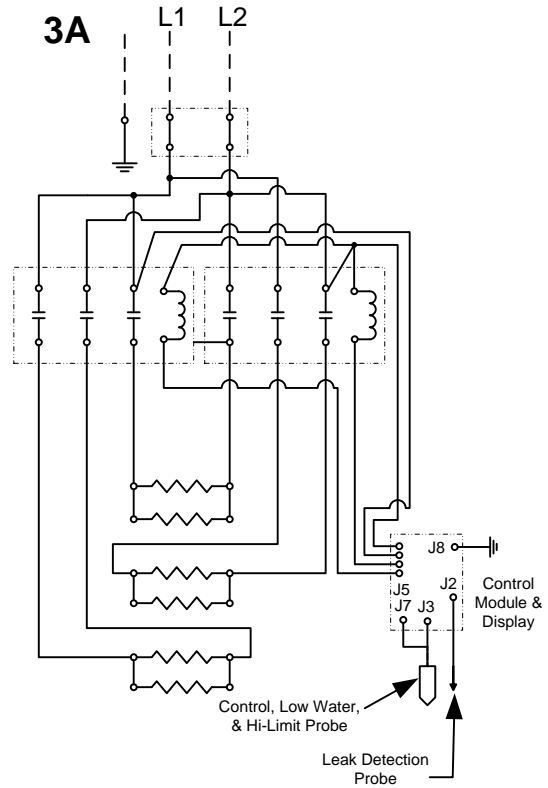 3A
L1
L2
J8
J5
J2
J7
J3
Control
Module &
Display
Control, Low Water,
& Hi-Limit Probe
Leak Detection
Probe